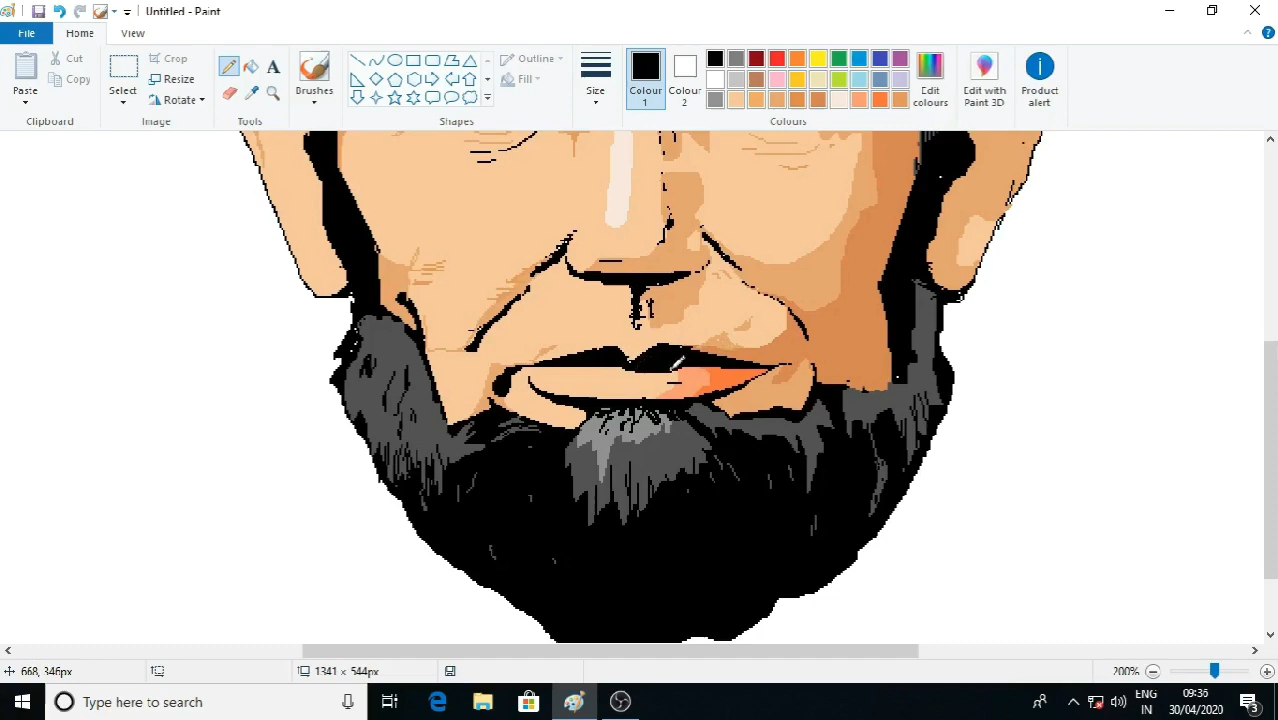 Untitled - Paint
File
Home
View
Paste
Cut
Copy
Clipboard
Select
Crop
Resize
Rotate
Image
A
Tools
Brushes
Outline
Fill
Shapes
Size
Colour
1
Colour
2
Edit
colours
Colours
Edit with
Paint 3D
Product
alert
668, 346px
1341 × 544px
200%
Type here to search
ENG
IN
09:36
30/04/2020
3